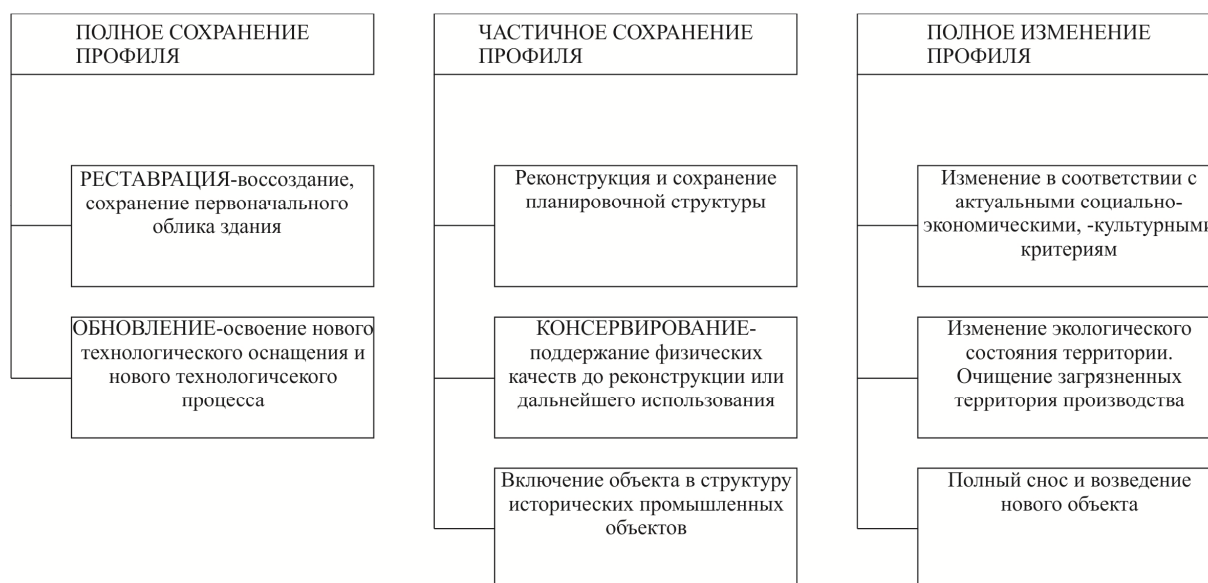 ПОЛНОЕ СОХРАНЕНИЕ
ПРОФИЛЯ
РЕСТАВРАЦИЯ-воссоздание,
сохранение первоначального
облика здания
ОБНОВЛЕНИЕ-освоение нового
технологического оснащения и
нового технологичсекого
процесса
ЧАСТИЧНОЕ СОХРАНЕНИЕ
ПРОФИЛЯ
Реконструкция и сохранение
планировочной структуры
КОНСЕРВИРОВАНИЕ-
поддержание физических
качеств до реконструкции или
дальнейшего использования
Включение объекта в структуру
исторических промышленных
объектов
ПОЛНОЕ ИЗМЕНЕНИЕ
ПРОФИЛЯ
Изменение в соответствии с
актуальными социально-
экономическими, -культурными
критериям
Изменение экологического
состояния территории.
Очищение загрязненных
территория производства
Полный снос и возведение
нового объекта